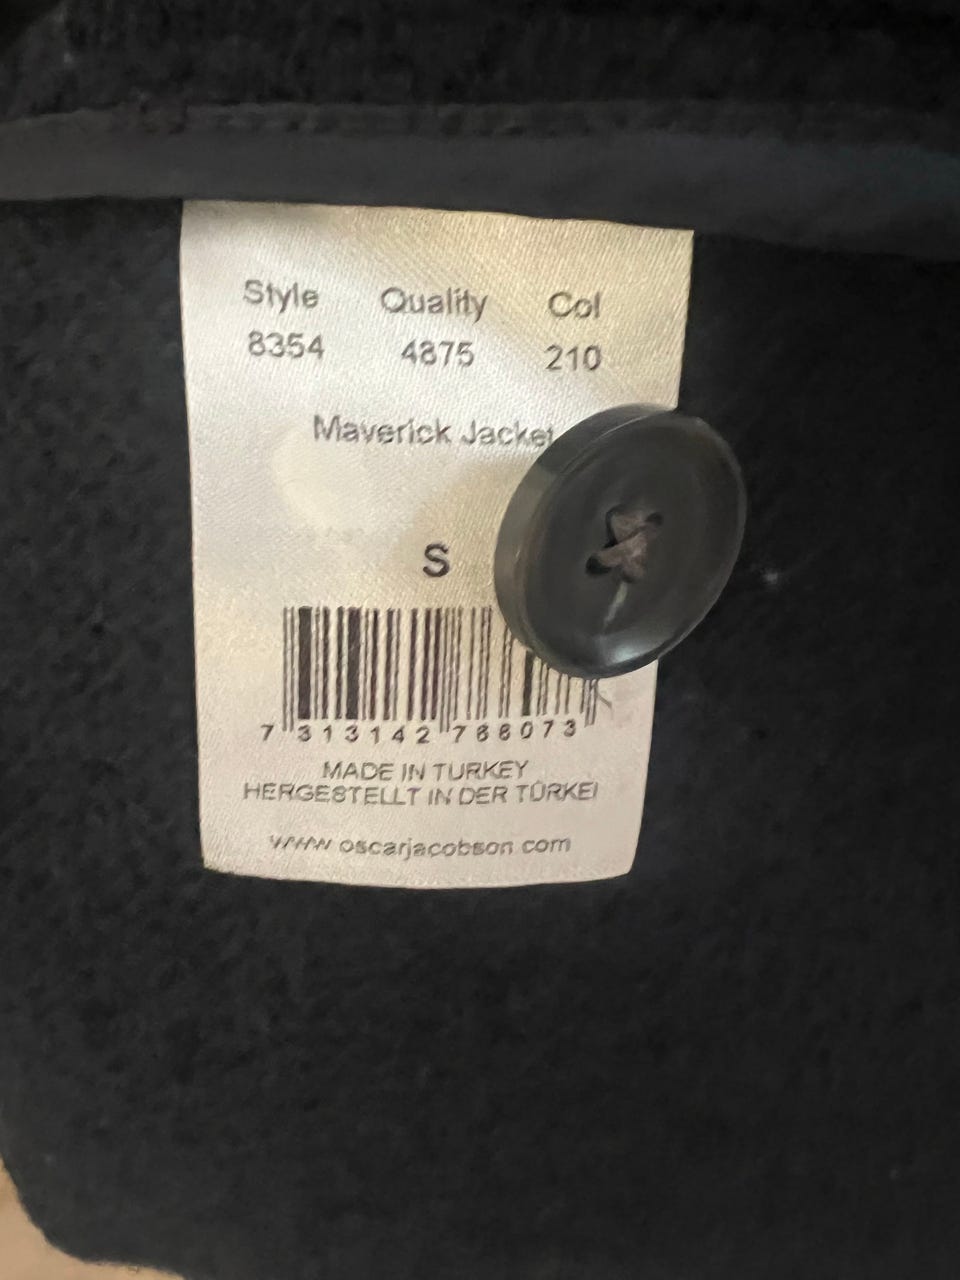 Style Quality Col
8354 4875 210
Maverick Jacket
S
7 313142 766073
MADE IN TURKEY
HERGESTELLT IN DER TÜRKEI
www.oscarjacobson.com